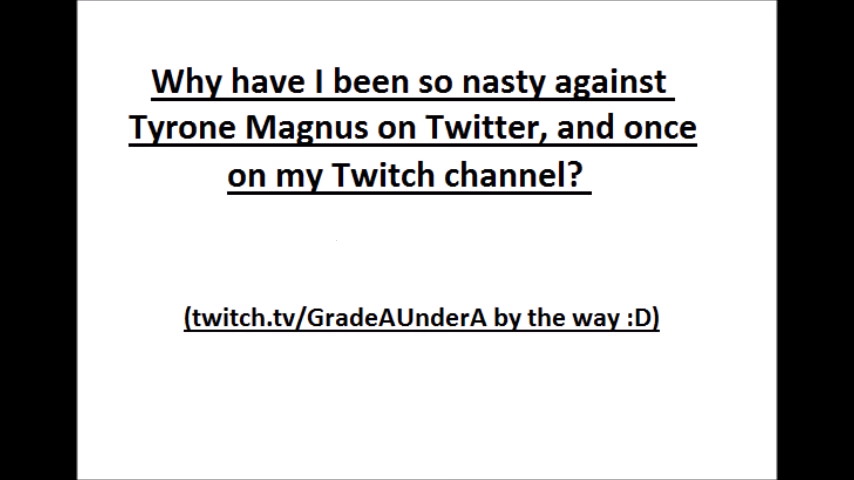 Why have I been so nasty against
Tyrone Magnus on Twitter, and once
on my Twitch channel?
(twitch.tv/GradeAUnderA by the way :D)